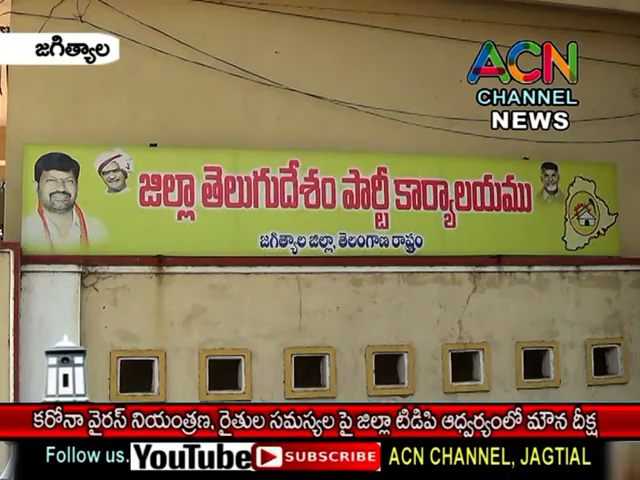 జగిత్యాల
ACN
CHANNEL
NEWS
జిల్లా తెలుగుదేశం పార్టీ కార్యాలయము
జగిత్యాల జిల్లా, తెలంగాణ రాష్ట్రం
కరోనా వైరస్ నియంత్రణ, రైతుల సమస్యల పై జిల్లా టిడిపి ఆధ్వర్యంలో మౌన దీక్ష
Follow us. YouTube SUBSCRIBE ACN CHANNEL, JAGTIAL